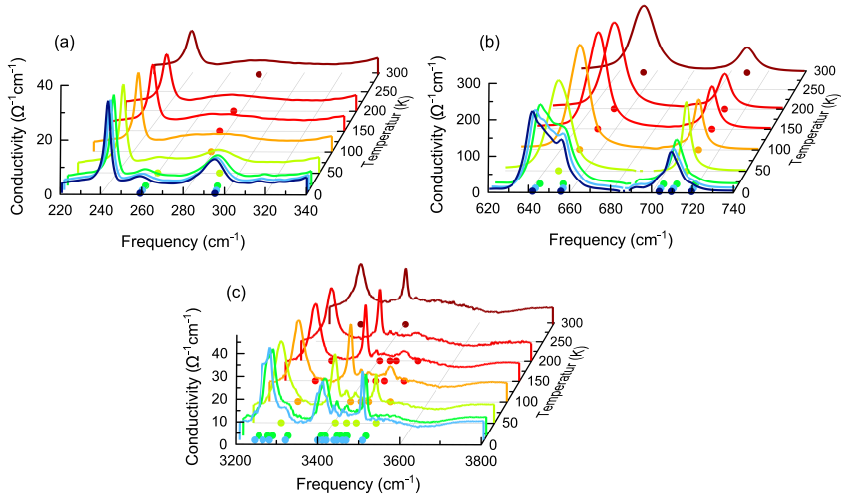 (a)
Conductivity (Ω⁻¹cm⁻¹)
40
20
0
220 240 260 280 300 320 340
Frequency (cm⁻¹)
0
50
100
150
200
300
Temperatur (K)
(b)
Conductivity (Ω⁻¹cm⁻¹)
300
200
100
0
620 640 660 680 700 720 740
Frequency (cm⁻¹)
0
50
100
150
200
300
Temperatur (K)
(c)
Conductivity (Ω⁻¹cm⁻¹)
40
30
20
10
0
3200 3400 3600 3800
Frequency (cm⁻¹)
0
50
100
150
200
300
Temperatur (K)